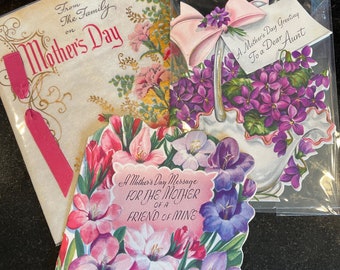 From
The Family
on
Mother's Day
A Mother's Day Greeting
To a Dear Aunt
A Mother's Day Message
FOR THE MOTHER
OF A
FRIEND OF MINE